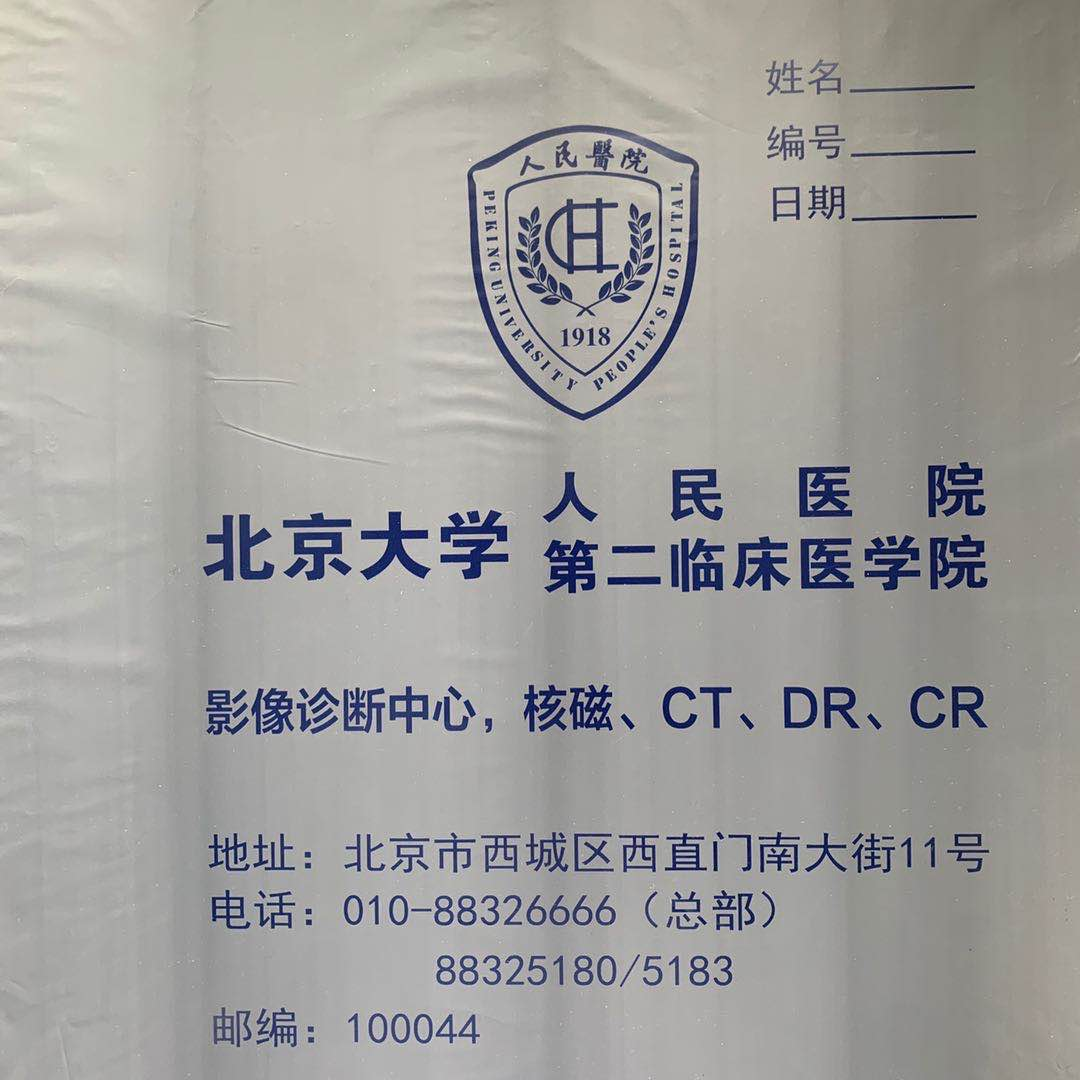 姓名
编号
日期
人民醫院
PEKING UNIVERSITY PEOPLE'S HOSPITAL
1918
北京大学
人民医院
第二临床医学院
影像诊断中心，核磁、CT、DR、CR
地址：北京市西城区西直门南大街11号
电话：010-88326666（总部）
88325180/5183
邮编：100044